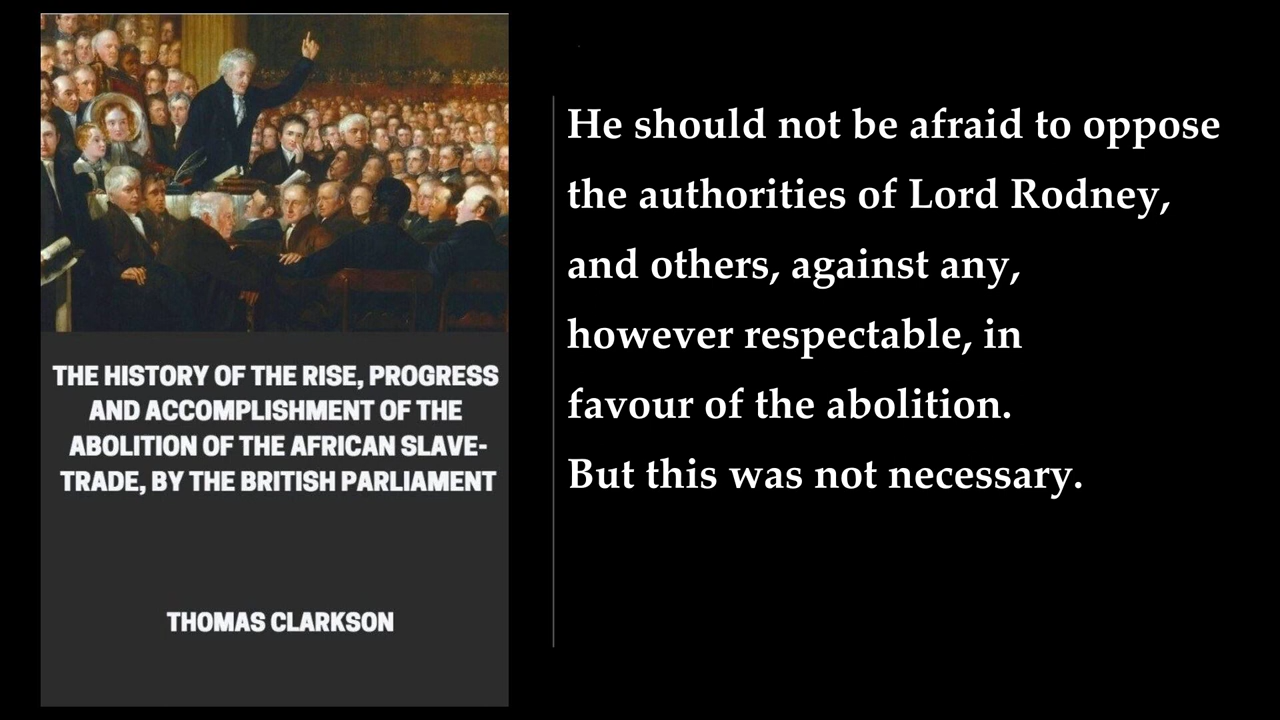 THE HISTORY OF THE RISE, PROGRESS
AND ACCOMPLISHMENT OF THE
ABOLITION OF THE AFRICAN SLAVE-
TRADE, BY THE BRITISH PARLIAMENT
THOMAS CLARKSON
He should not be afraid to oppose
the authorities of Lord Rodney,
and others, against any,
however respectable, in
favour of the abolition.
But this was not necessary.